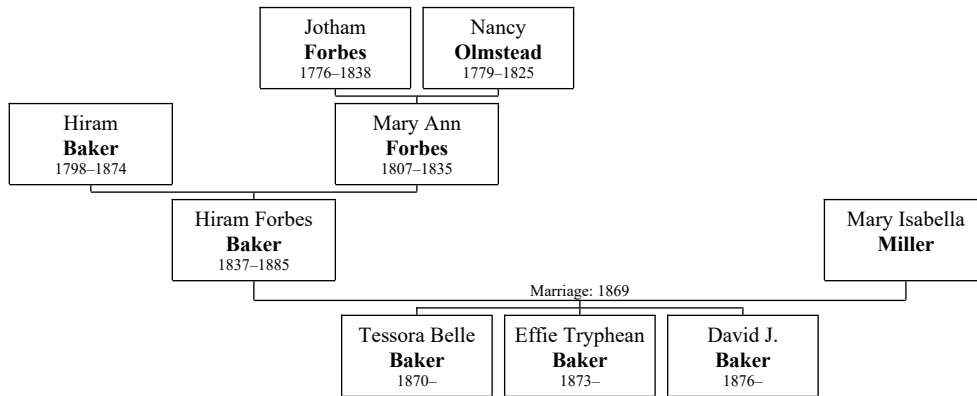 Jotham
Forbes
1776–1838
Nancy
Olmstead
1779–1825
Hiram
Baker
1798–1874
Mary Ann
Forbes
1807–1835
Hiram Forbes
Baker
1837–1885
Mary Isabella
Miller
Marriage: 1869
Tessora Belle
Baker
1870–
Effie Tryphean
Baker
1873–
David J.
Baker
1876–